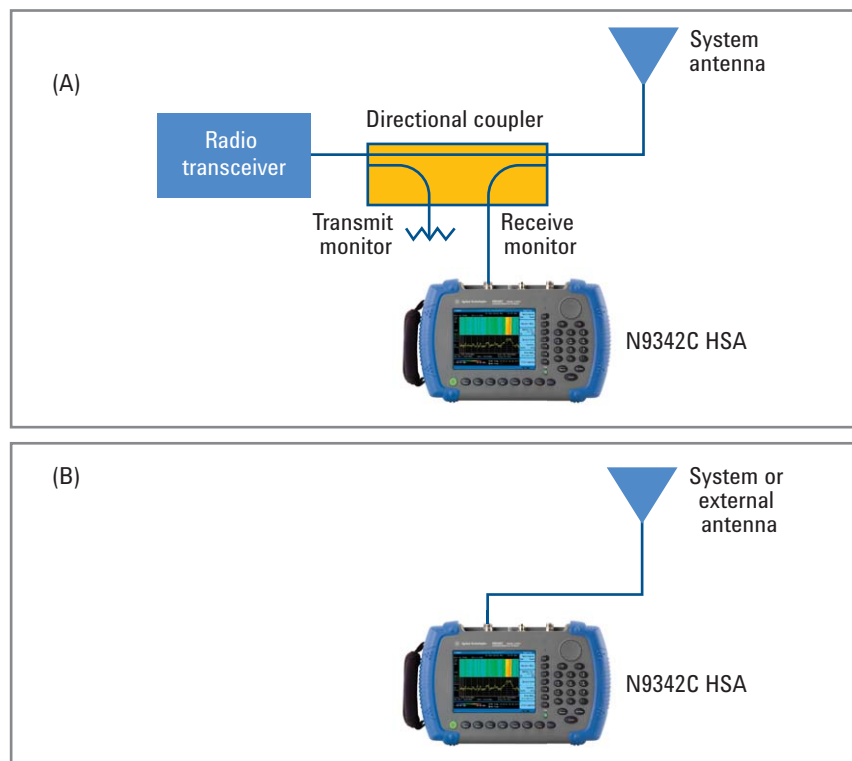 (A)
System
antenna
Directional coupler
Radio
transceiver
Transmit
monitor
Receive
monitor
N9342C HSA
(B)
System or
external
antenna
N9342C HSA